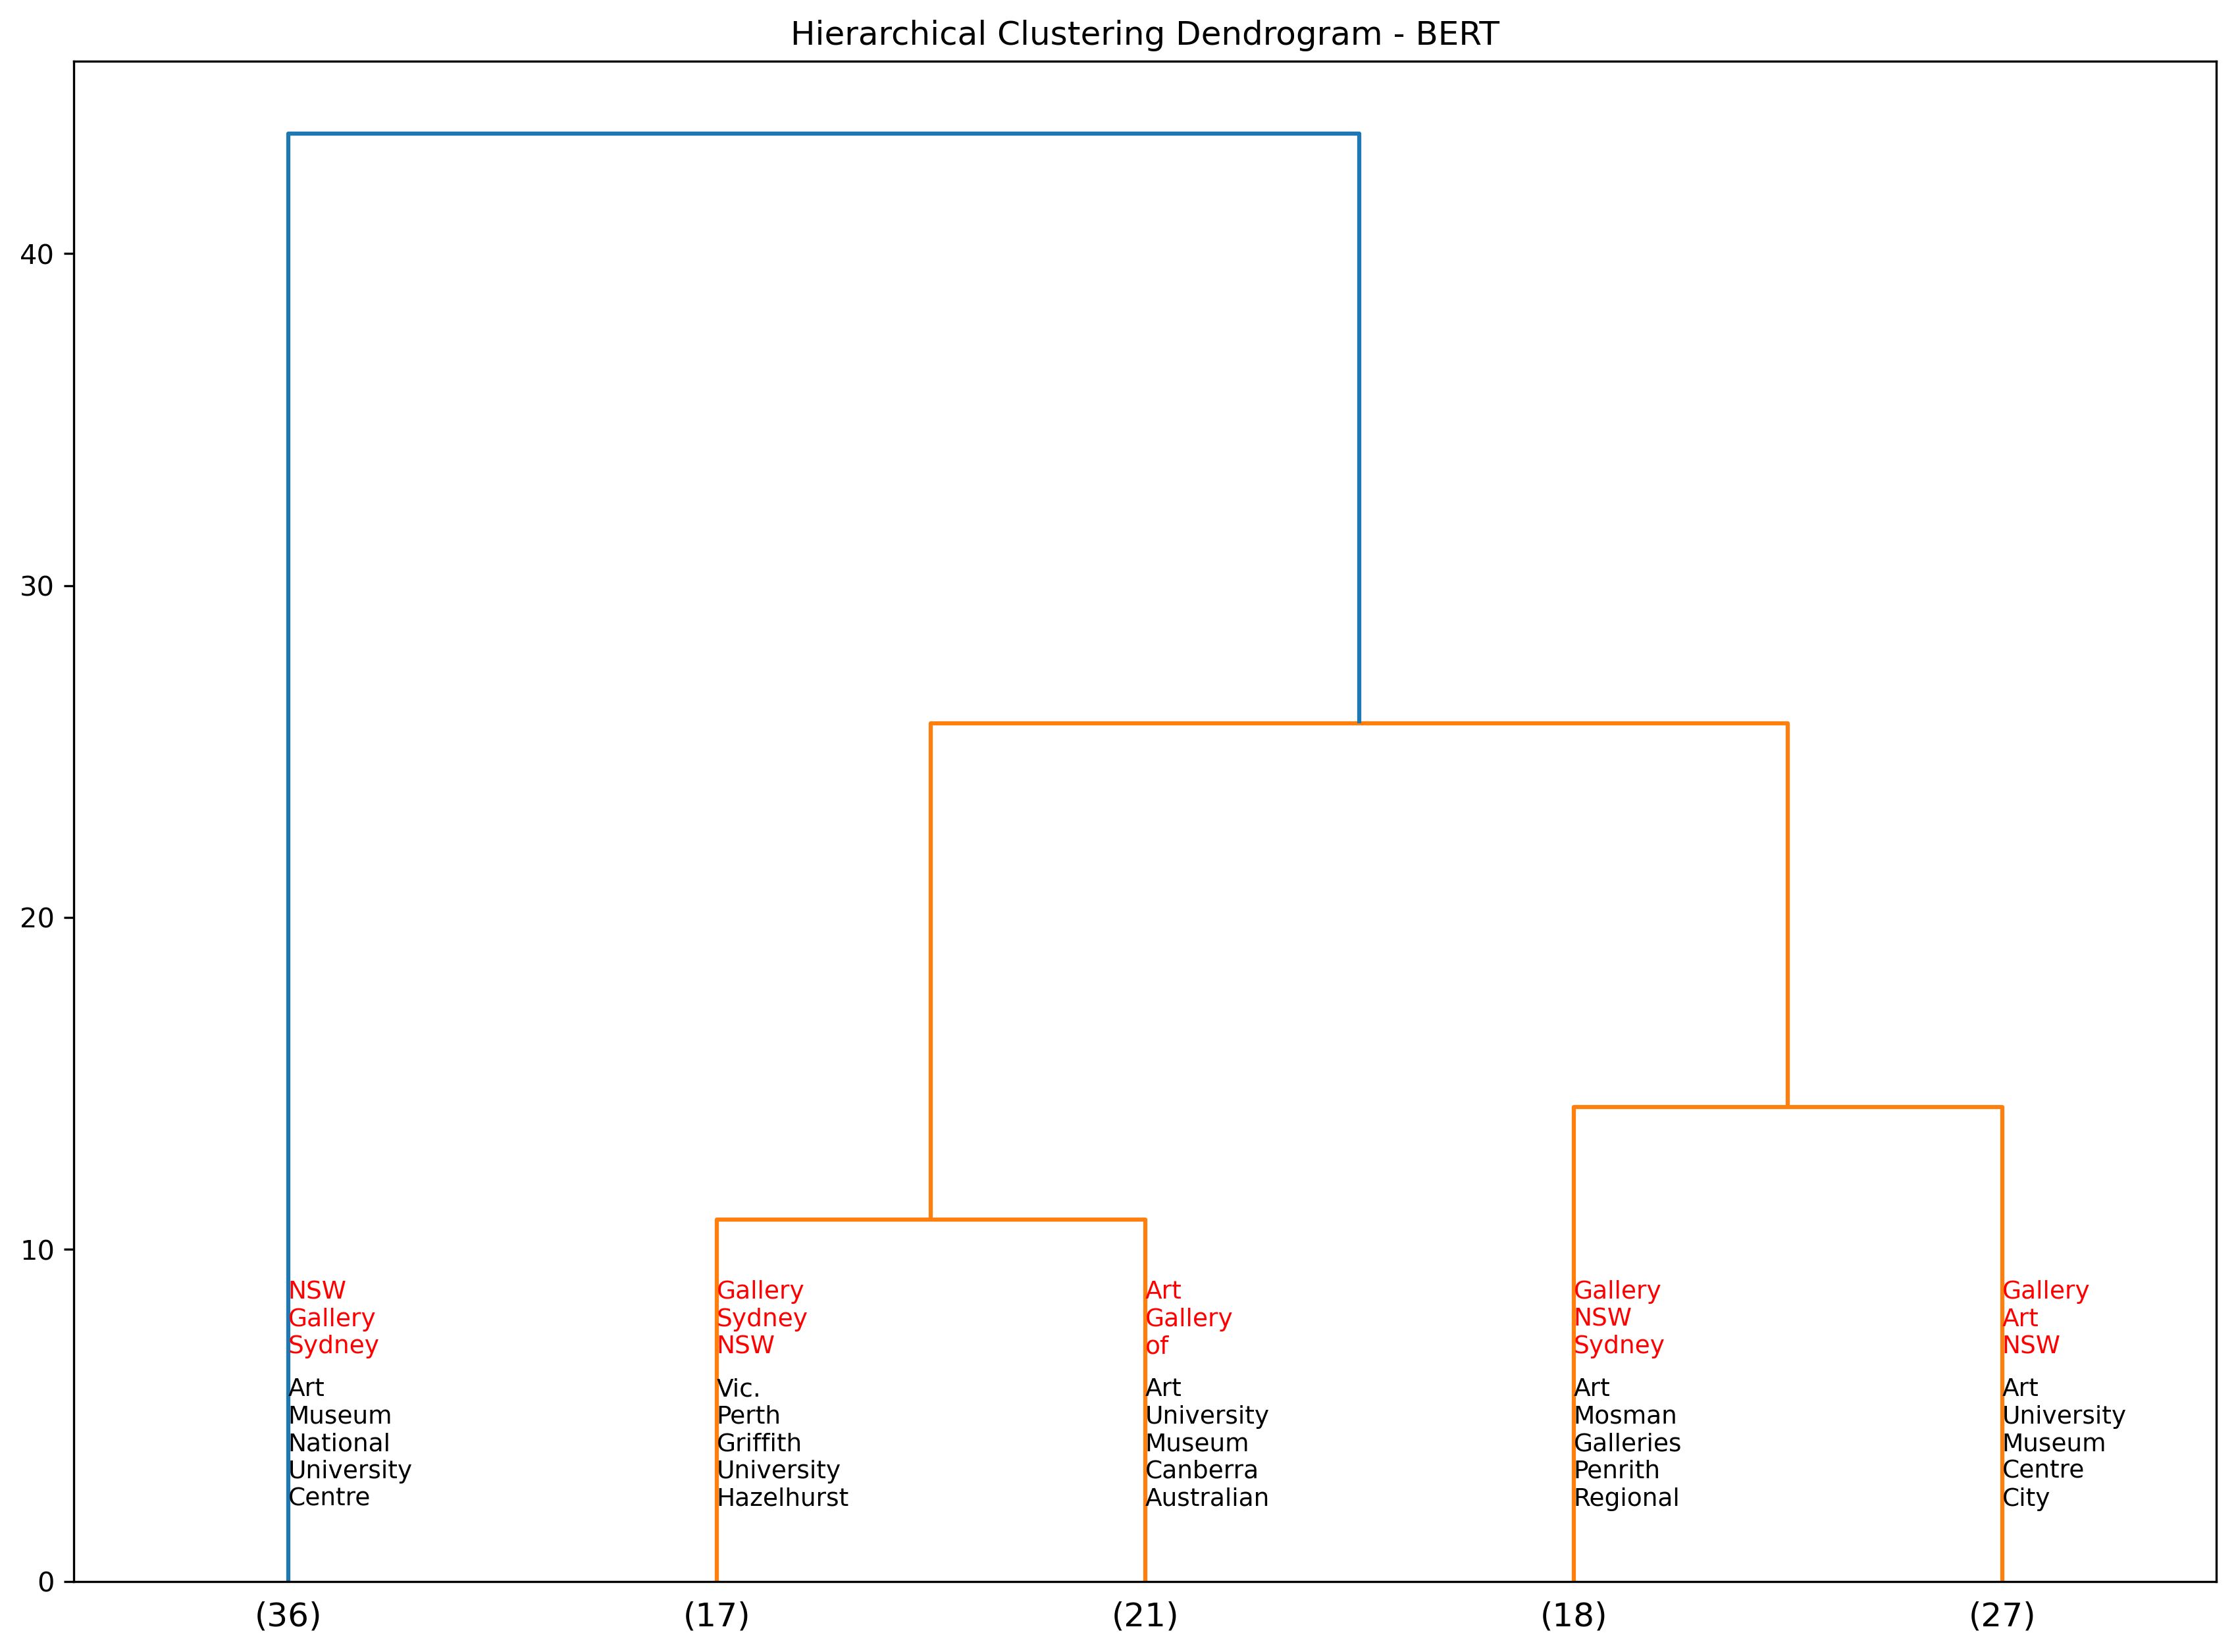 Hierarchical Clustering Dendrogram - BERT
40
30
20
10
0
NSW
Gallery
Sydney
Art
Museum
National
University
Centre
Gallery
Sydney
NSW
Vic.
Perth
Griffith
University
Hazelhurst
Art
Gallery
of
Art
University
Museum
Canberra
Australian
Gallery
NSW
Sydney
Art
Mosman
Galleries
Penrith
Regional
Gallery
Art
NSW
Art
University
Museum
Centre
City
(36) (17) (21) (18) (27)